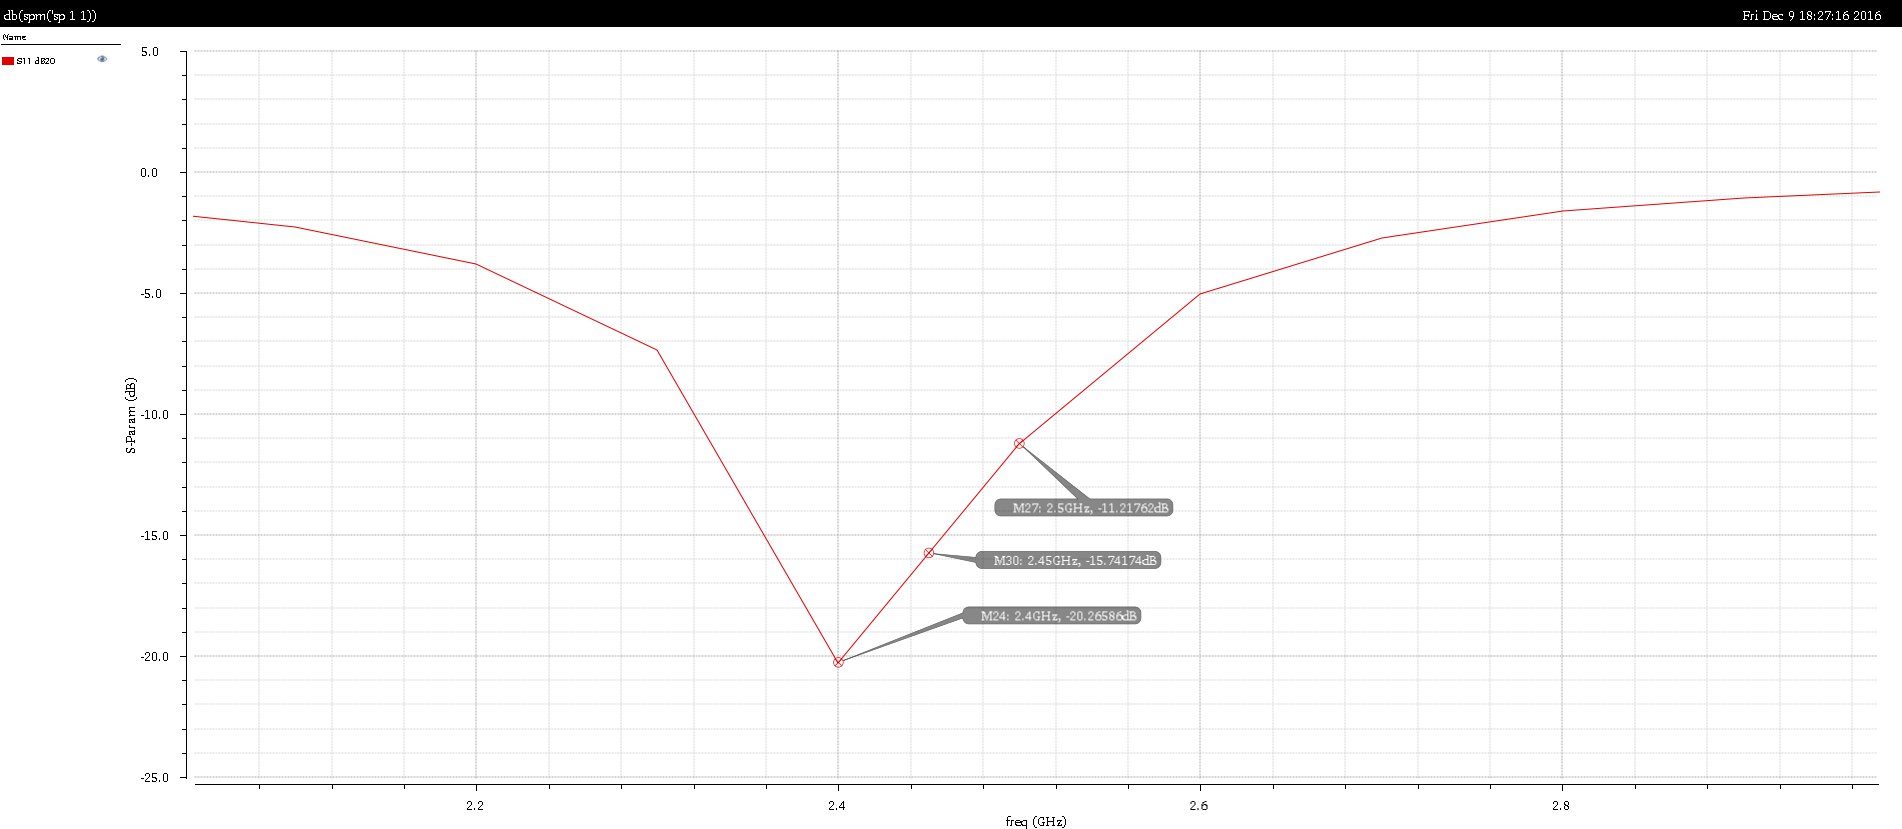 db(spm('sp 1 1))
Fri Dec 9 18:27:16 2016
Name
S11 dB20
5.0
0.0
-5.0
-10.0
-15.0
-20.0
-25.0
S-Param (dB)
M27: 2.5GHz, -11.21762dB
M30: 2.45GHz, -15.74174dB
M24: 2.4GHz, -20.26586dB
2.2
2.4
2.6
2.8
freq (GHz)